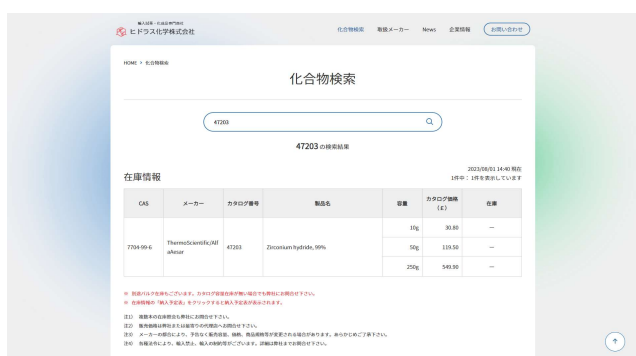 輸入試薬・化成品専門商社
ヒドラス化学株式会社
化合物検索 取扱メーカー News 企業情報 お問い合わせ
HOME > 化合物検索
化合物検索
47203
47203 の検索結果
2023/08/01 14:40 現在
在庫情報
1件中： 1件を表示しています
CAS メーカー カタログ番号 製品名 容量 カタログ価格
（£） 在庫
10g 30.80 ー
7704-99-6 ThermoScientific/Alf
aAesar 47203 Zirconium hydride, 99% 50g 119.50 ー
250g 549.90 ー
※ 別途バルク在庫もございます。カタログ容量在庫が無い場合でも弊社にお問合せ下さい。
※ 在庫情報の「納入予定表」をクリックすると納入予定表が表示されます。
注1) 複数本の在庫照会も弊社にお問合せ下さい。
注2) 販売価格は弊社または最寄りの代理店へお問合せ下さい。
注3) メーカーの都合により、予告なく販売容量、価格、商品規格等が変更される場合があります。あらかじめご了承下さい。
注4) 各種法令により、輸入禁止、輸入の制約等がございます。詳細は弊社までお問合せ下さい。